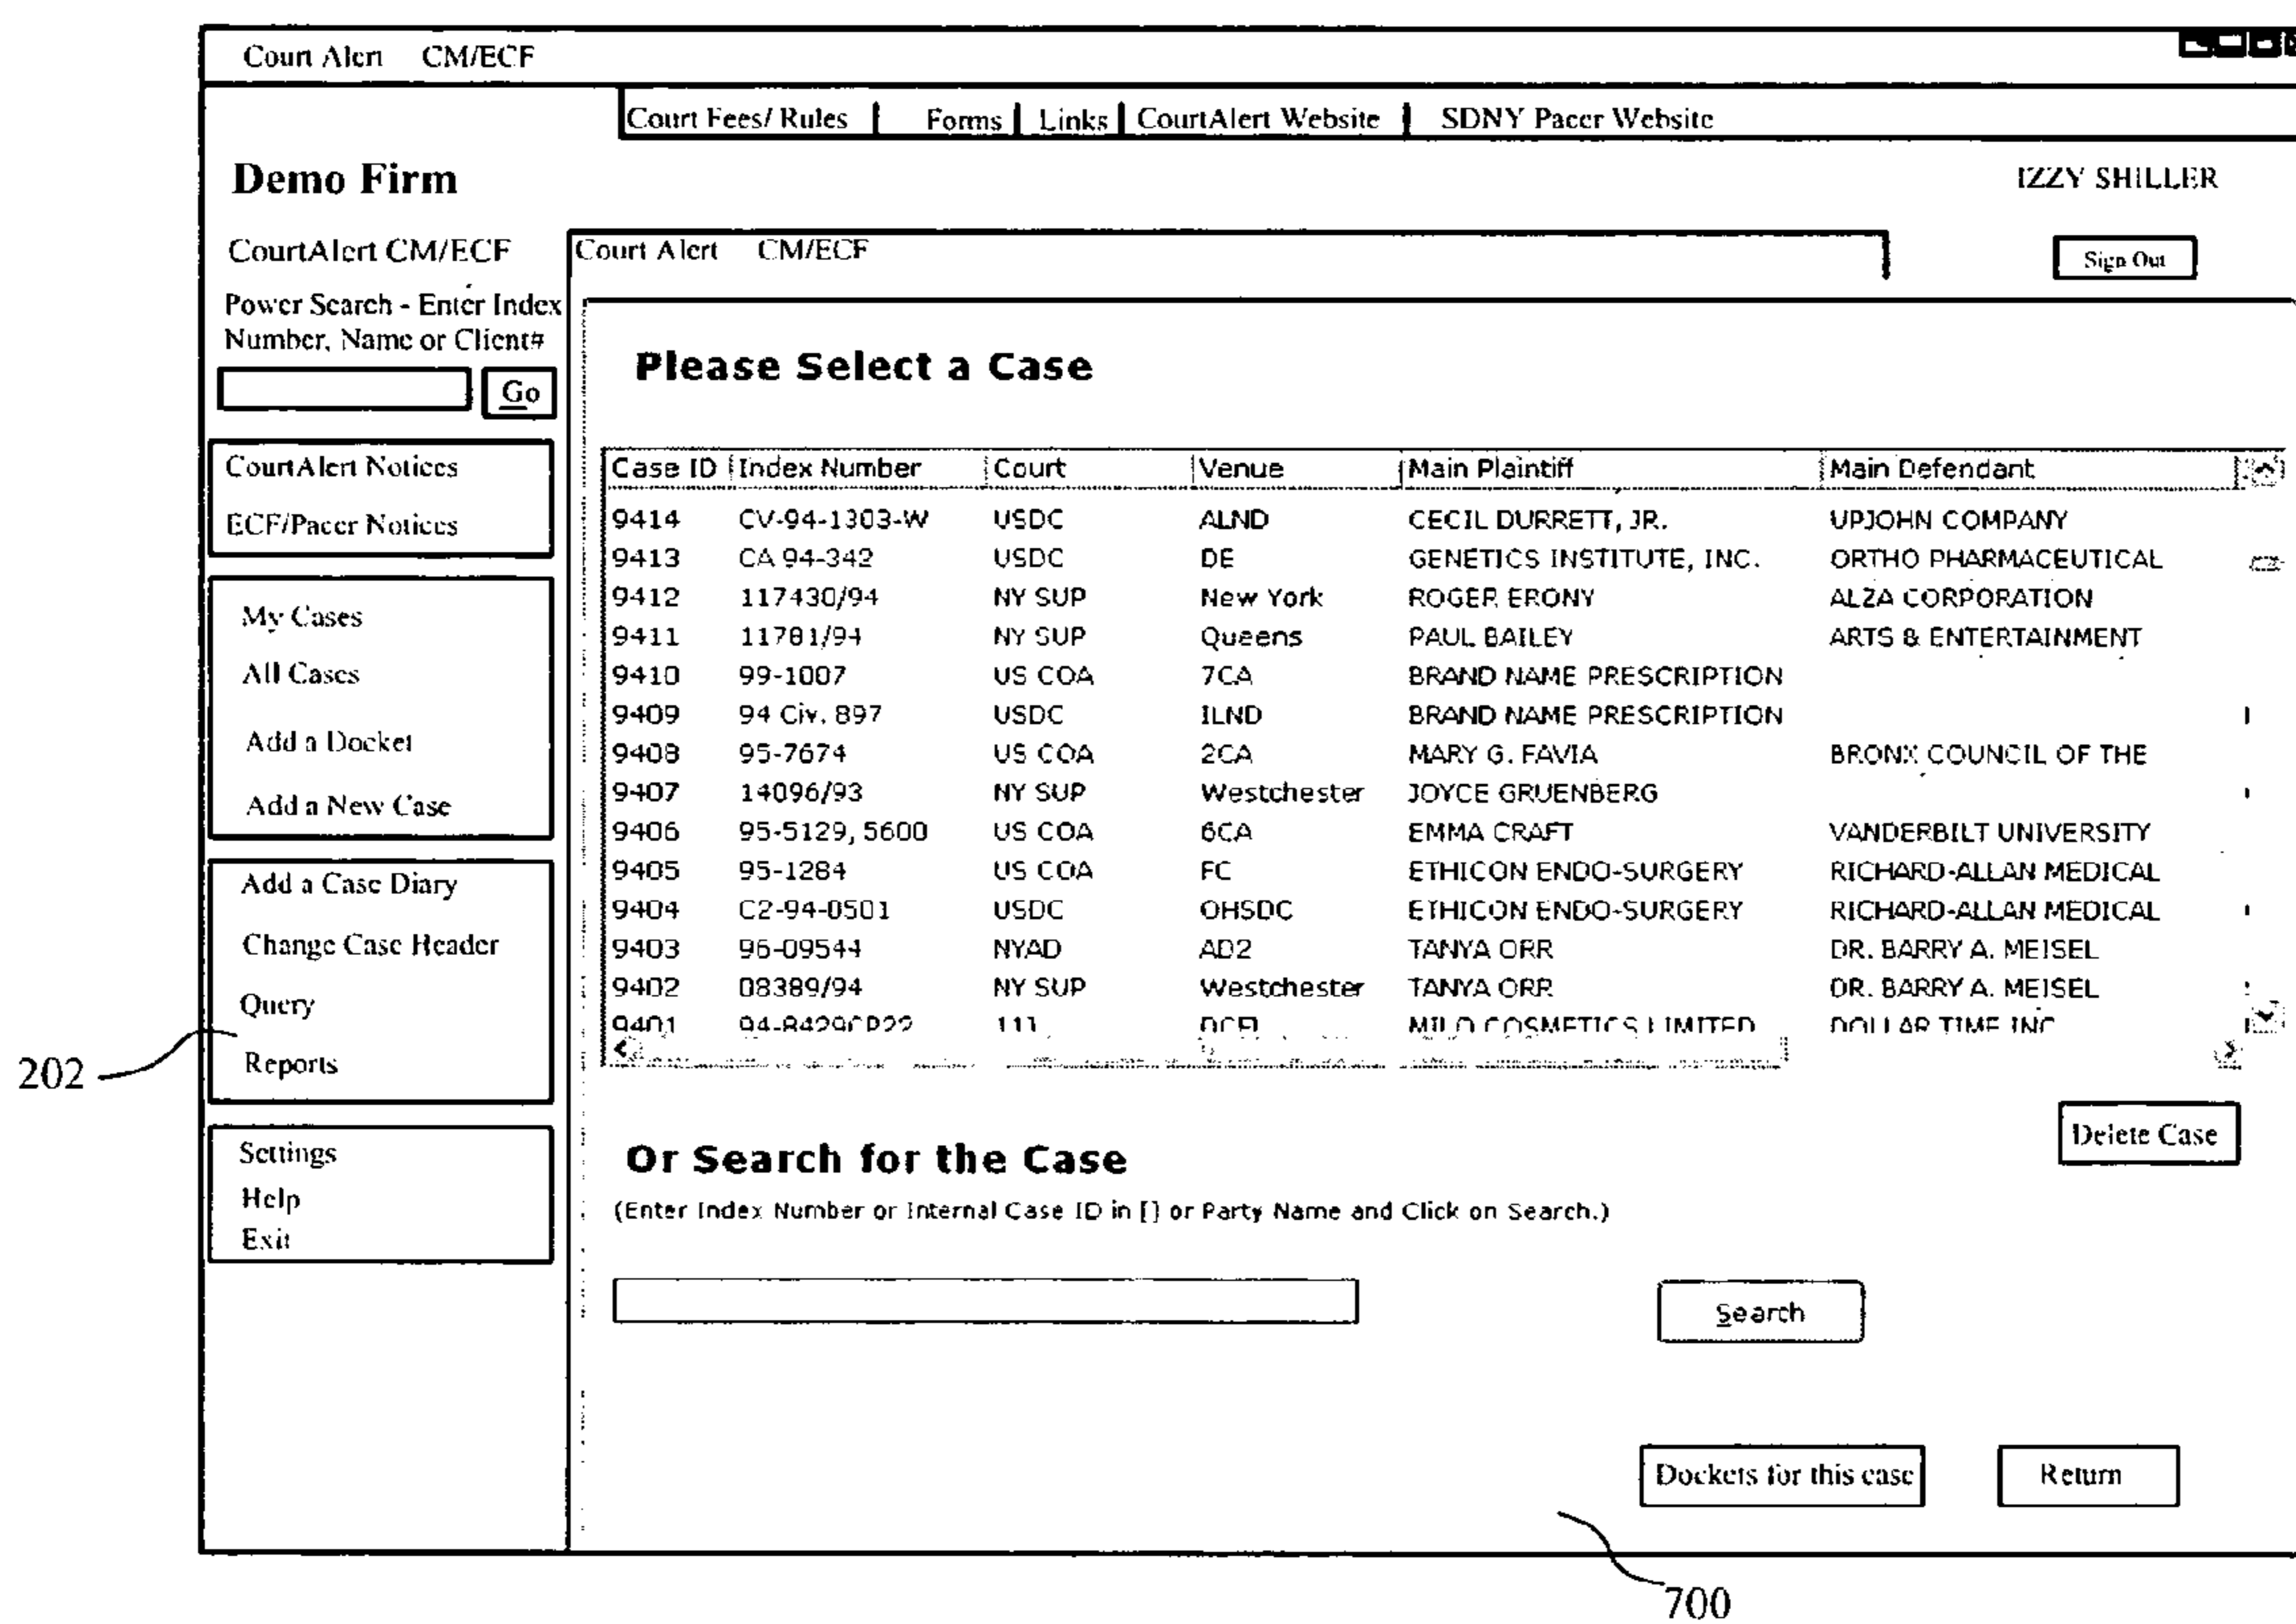 Court Alert CM/ECF
Court Fees/ Rules Forms Links CourtAlert Website SDNY Pacer Website
Demo Firm
IZZY SHILLER
CourtAlert CM/ECF
Court Alert CM/ECF
Sign Out
Power Search - Enter Index
Number, Name or Client#
Go
CourtAlert Notices
ECF/Pacer Notices
My Cases
All Cases
Add a Docket
Add a New Case
Add a Case Diary
Change Case Header
Query
Reports
Settings
Help
Exit
202
Please Select a Case
Case ID Index Number Court Venue Main Plaintiff Main Defendant
9414 CV-94-1303-W USDC ALND CECIL DURRETT, JR. UPJOHN COMPANY
9413 CA 94-342 USDC DE GENETICS INSTITUTE, INC. ORTHO PHARMACEUTICAL
9412 117430/94 NY SUP New York ROGER ERONY ALZA CORPORATION
9411 11781/94 NY SUP Queens PAUL BAILEY ARTS & ENTERTAINMENT
9410 99-1007 US COA 7CA BRAND NAME PRESCRIPTION
9409 94 Civ. 897 USDC ILND BRAND NAME PRESCRIPTION
9408 95-7674 US COA 2CA MARY G. FAVIA BRONX COUNCIL OF THE
9407 14096/93 NY SUP Westchester JOYCE GRUENBERG
9406 95-5129, 5600 US COA 6CA EMMA CRAFT VANDERBILT UNIVERSITY
9405 95-1284 US COA FC ETHICON ENDO-SURGERY RICHARD-ALLAN MEDICAL
9404 C2-94-0501 USDC OHSDC ETHICON ENDO-SURGERY RICHARD-ALLAN MEDICAL
9403 96-09544 NYAD AD2 TANYA ORR DR. BARRY A. MEISEL
9402 08389/94 NY SUP Westchester TANYA ORR DR. BARRY A. MEISEL
9401 MILO COSMETICS LIMITED DOLLAR TIME INC
Delete Case
Or Search for the Case
(Enter Index Number or Internal Case ID in [] or Party Name and Click on Search.)
Search
Dockets for this case
Return
700